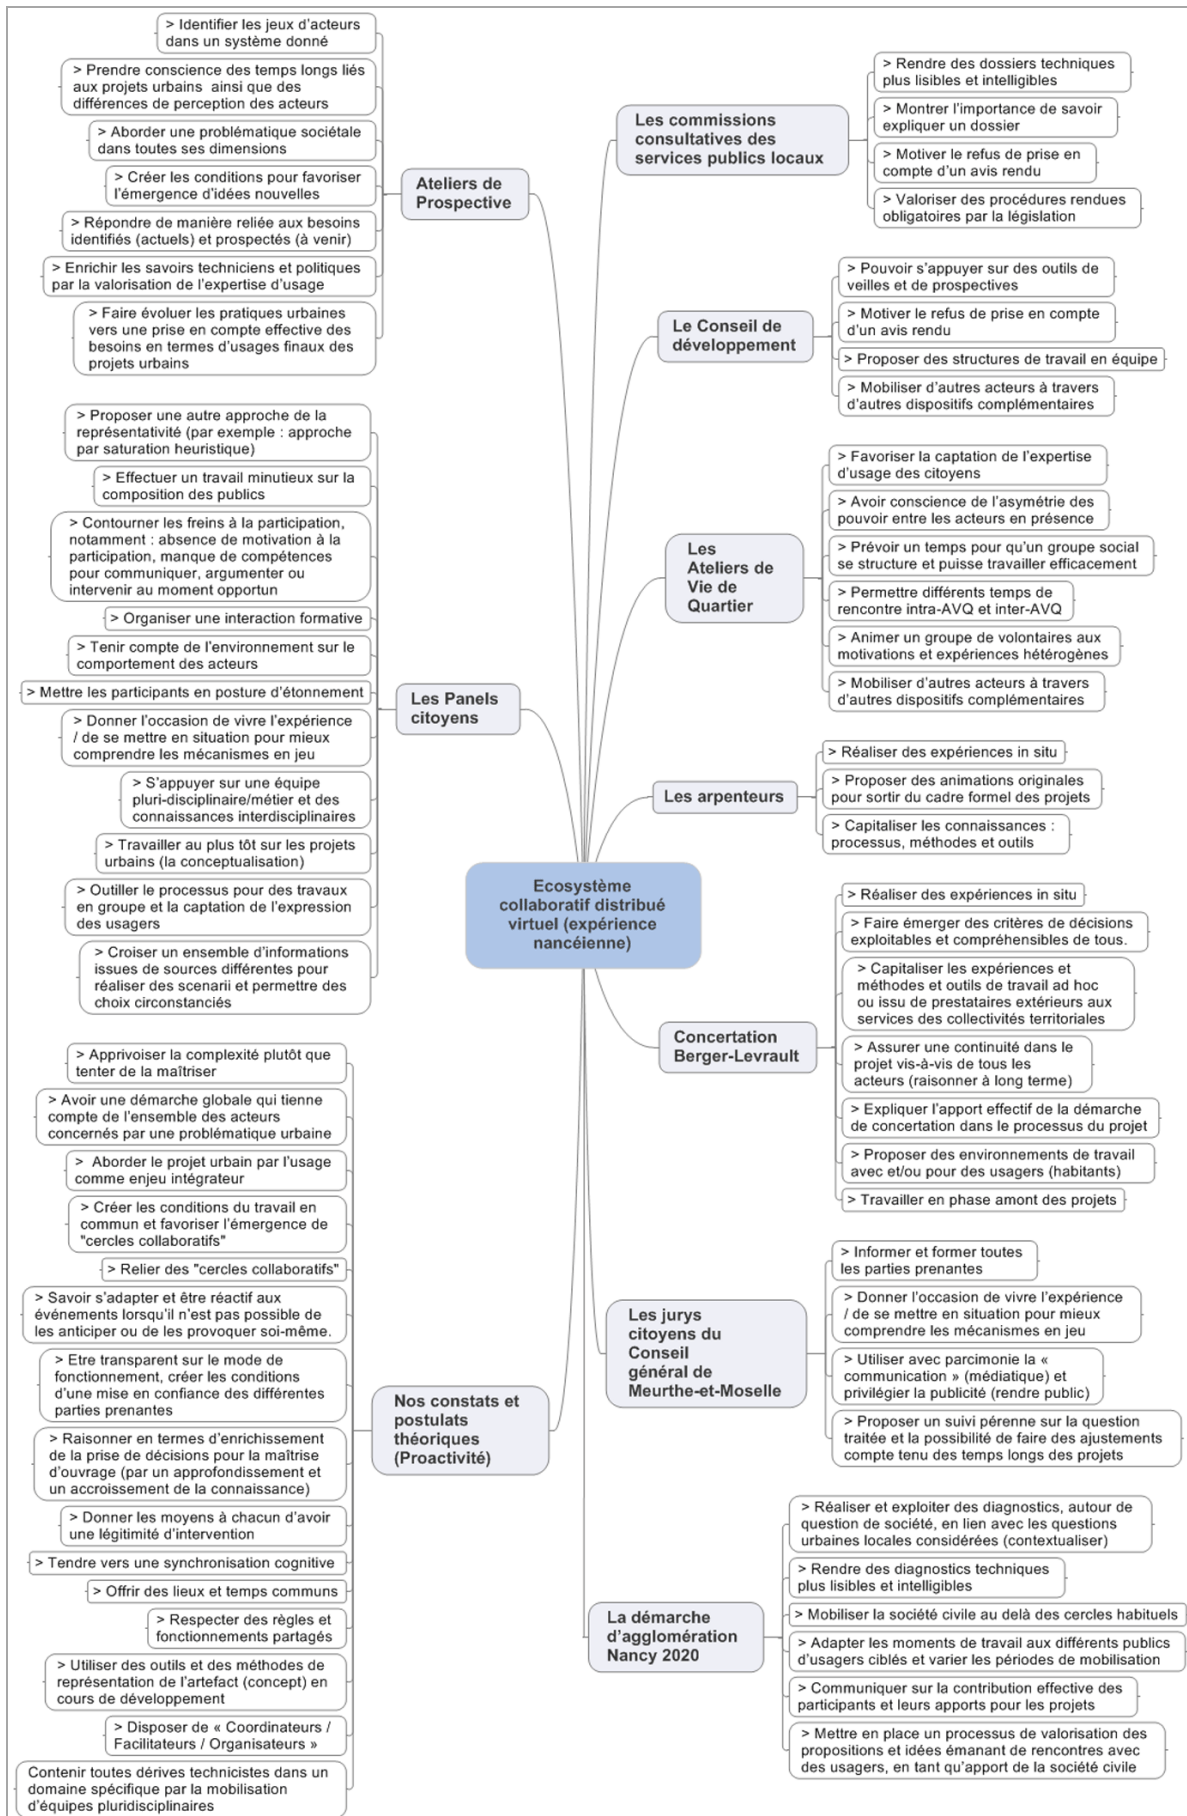 > Identifier les jeux d'acteurs
dans un système donné
> Prendre conscience des temps longs liés
aux projets urbains  ainsi que des
différences de perception des acteurs
> Aborder une problématique sociétale
dans toutes ses dimensions
> Créer les conditions pour favoriser
l'émergence d'idées nouvelles
> Répondre de manière reliée aux besoins
identifiés (actuels) et prospectés (à venir)
> Enrichir les savoirs techniciens et politiques
par la valorisation de l'expertise d'usage
> Faire évoluer les pratiques urbaines
vers une prise en compte effective des
besoins en termes d'usages finaux des
projets urbains
Ateliers de
Prospective
> Proposer une autre approche de la
représentativité (par exemple : approche
par saturation heuristique)
> Effectuer un travail minutieux sur la
composition des publics
> Contourner les freins à la participation,
notamment : absence de motivation à la
participation, manque de compétences
pour communiquer, argumenter ou
intervenir au moment opportun
> Organiser une interaction formative
> Tenir compte de l'environnement sur le
comportement des acteurs
> Mettre les participants en posture d'étonnement
> Donner l'occasion de vivre l'expérience
/ de se mettre en situation pour mieux
comprendre les mécanismes en jeu
> S'appuyer sur une équipe
pluri-disciplinaire/métier et des
connaissances interdisciplinaires
> Travailler au plus tôt sur les projets
urbains (la conceptualisation)
> Outiller le processus pour des travaux
en groupe et la captation de l'expression
des usagers
> Croiser un ensemble d'informations
issues de sources différentes pour
réaliser des scenarii et permettre des
choix circonstanciés
Les Panels
citoyens
> Apprivoiser la complexité plutôt que
tenter de la maîtriser
> Avoir une démarche globale qui tienne
compte de l'ensemble des acteurs
concernés par une problématique urbaine
>  Aborder le projet urbain par l'usage
comme enjeu intégrateur
> Créer les conditions du travail en
commun et favoriser l'émergence de
"cercles collaboratifs"
> Relier des "cercles collaboratifs"
> Savoir s'adapter et être réactif aux
événements lorsqu'il n'est pas possible de
les anticiper ou de les provoquer soi-même.
> Etre transparent sur le mode de
fonctionnement, créer les conditions
d'une mise en confiance des différentes
parties prenantes
> Raisonner en termes d'enrichissement
de la prise de décisions pour la maîtrise
d'ouvrage (par un approfondissement et
un accroissement de la connaissance)
> Donner les moyens à chacun d'avoir
une légitimité d'intervention
> Tendre vers une synchronisation cognitive
> Offrir des lieux et temps communs
> Respecter des règles et
fonctionnements partagés
> Utiliser des outils et des méthodes de
représentation de l'artefact (concept) en
cours de développement
> Disposer de « Coordinateurs /
Facilitateurs / Organisateurs »
Contenir toutes dérives technicistes dans un
domaine spécifique par la mobilisation
d'équipes pluridisciplinaires
Nos constats et
postulats
théoriques
(Proactivité)
Ecosystème
collaboratif distribué
virtuel (expérience
nancéienne)
Les commissions
consultatives des
services publics locaux
> Rendre des dossiers techniques
plus lisibles et intelligibles
> Montrer l'importance de savoir
expliquer un dossier
> Motiver le refus de prise en
compte d'un avis rendu
> Valoriser des procédures rendues
obligatoires par la législation
Le Conseil de
développement
> Pouvoir s'appuyer sur des outils de
veilles et de prospectives
> Motiver le refus de prise en compte
d'un avis rendu
> Proposer des structures de travail en équipe
> Mobiliser d'autres acteurs à travers
d'autres dispositifs complémentaires
Les
Ateliers de
Vie de
Quartier
> Favoriser la captation de l'expertise
d'usage des citoyens
> Avoir conscience de l'asymétrie des
pouvoir entre les acteurs en présence
> Prévoir un temps pour qu'un groupe social
se structure et puisse travailler efficacement
> Permettre différents temps de
rencontre intra-AVQ et inter-AVQ
> Animer un groupe de volontaires aux
motivations et expériences hétérogènes
> Mobiliser d'autres acteurs à travers
d'autres dispositifs complémentaires
Les arpenteurs
> Réaliser des expériences in situ
> Proposer des animations originales
pour sortir du cadre formel des projets
> Capitaliser les connaissances :
processus, méthodes et outils
Concertation
Berger-Levrault
> Réaliser des expériences in situ
> Faire émerger des critères de décisions
exploitables et compréhensibles de tous.
> Capitaliser les expériences et
méthodes et outils de travail ad hoc
ou issu de prestataires extérieurs aux
services des collectivités territoriales
> Assurer une continuité dans le
projet vis-à-vis de tous les
acteurs (raisonner à long terme)
> Expliquer l'apport effectif de la démarche
de concertation dans le processus du projet
> Proposer des environnements de travail
avec et/ou pour des usagers (habitants)
> Travailler en phase amont des projets
Les jurys
citoyens du
Conseil
général de
Meurthe-et-Moselle
> Informer et former toutes
les parties prenantes
> Donner l'occasion de vivre l'expérience
/ de se mettre en situation pour mieux
comprendre les mécanismes en jeu
> Utiliser avec parcimonie la «
communication » (médiatique) et
privilégier la publicité (rendre public)
> Proposer un suivi pérenne sur la question
traitée et la possibilité de faire des ajustements
compte tenu des temps longs des projets
La démarche
d'agglomération
Nancy 2020
> Réaliser et exploiter des diagnostics, autour de
question de société, en lien avec les questions
urbaines locales considérées (contextualiser)
> Rendre des diagnostics techniques
plus lisibles et intelligibles
> Mobiliser la société civile au delà des cercles habituels
> Adapter les moments de travail aux différents publics
d'usagers ciblés et varier les périodes de mobilisation
> Communiquer sur la contribution effective des
participants et leurs apports pour les projets
> Mettre en place un processus de valorisation des
propositions et idées émanant de rencontres avec
des usagers, en tant qu'apport de la société civile